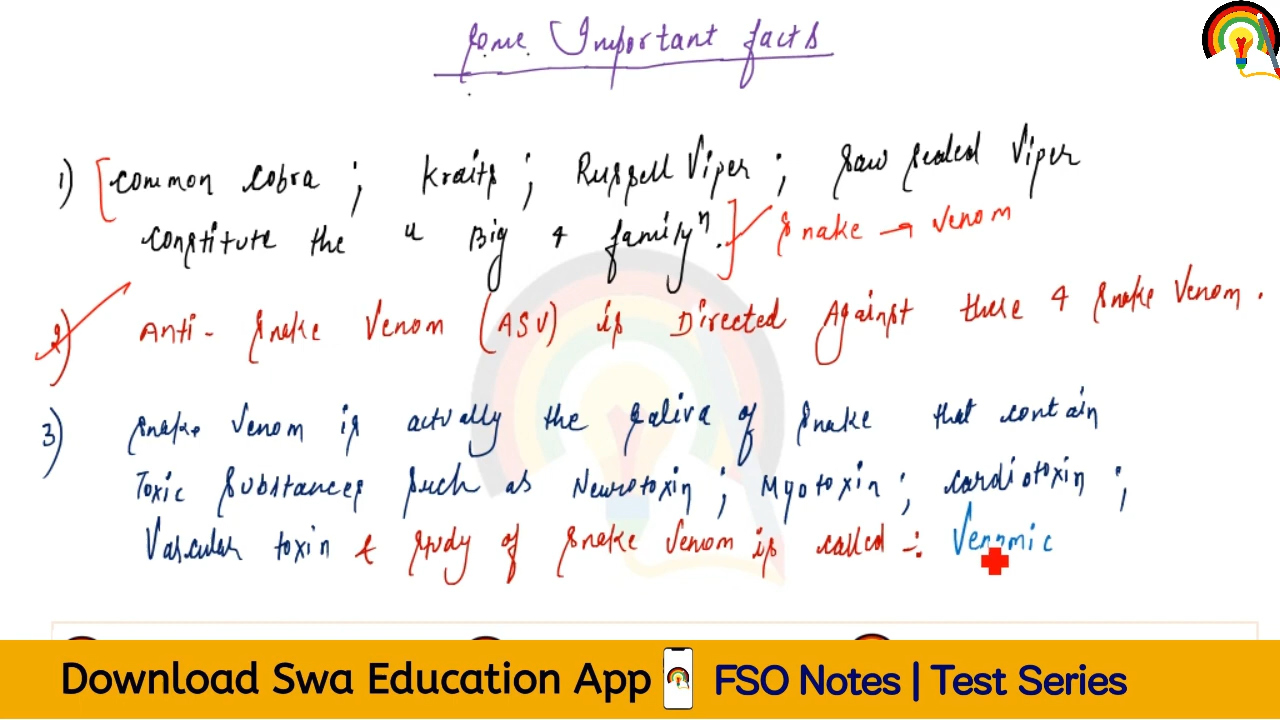 Some Important facts
1) [common cobra ; Kraits ; Russell Viper ; Saw scaled Viper
constitute the 4 Big 4 familyⁿ.] Snake → Venom
2) Anti - Snake Venom (ASV) is Directed Against these 4 Snake Venom.
3) Snake Venom is actually the saliva of snake that contain
Toxic Substances such as Neurotoxin ; Myotoxin ; cardiotoxin ;
Vascular toxin & study of Snake Venom is called -: Venomic
Download Swa Education App FSO Notes | Test Series